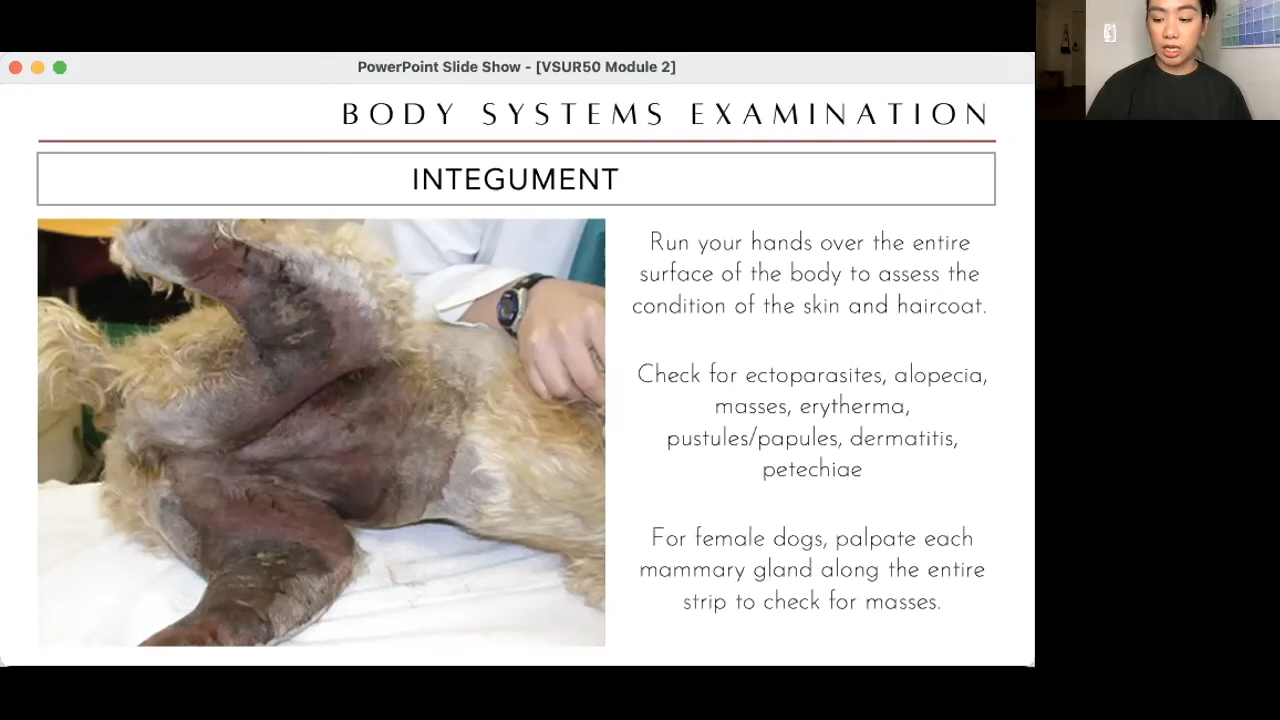 PowerPoint Slide Show - [VSUR50 Module 2]
BODY SYSTEMS EXAMINATION
INTEGUMENT
Run your hands over the entire
surface of the body to assess the
condition of the skin and haircoat.
Check for ectoparasites, alopecia,
masses, erytherma,
pustules/papules, dermatitis,
petechiae
For female dogs, palpate each
mammary gland along the entire
strip to check for masses.